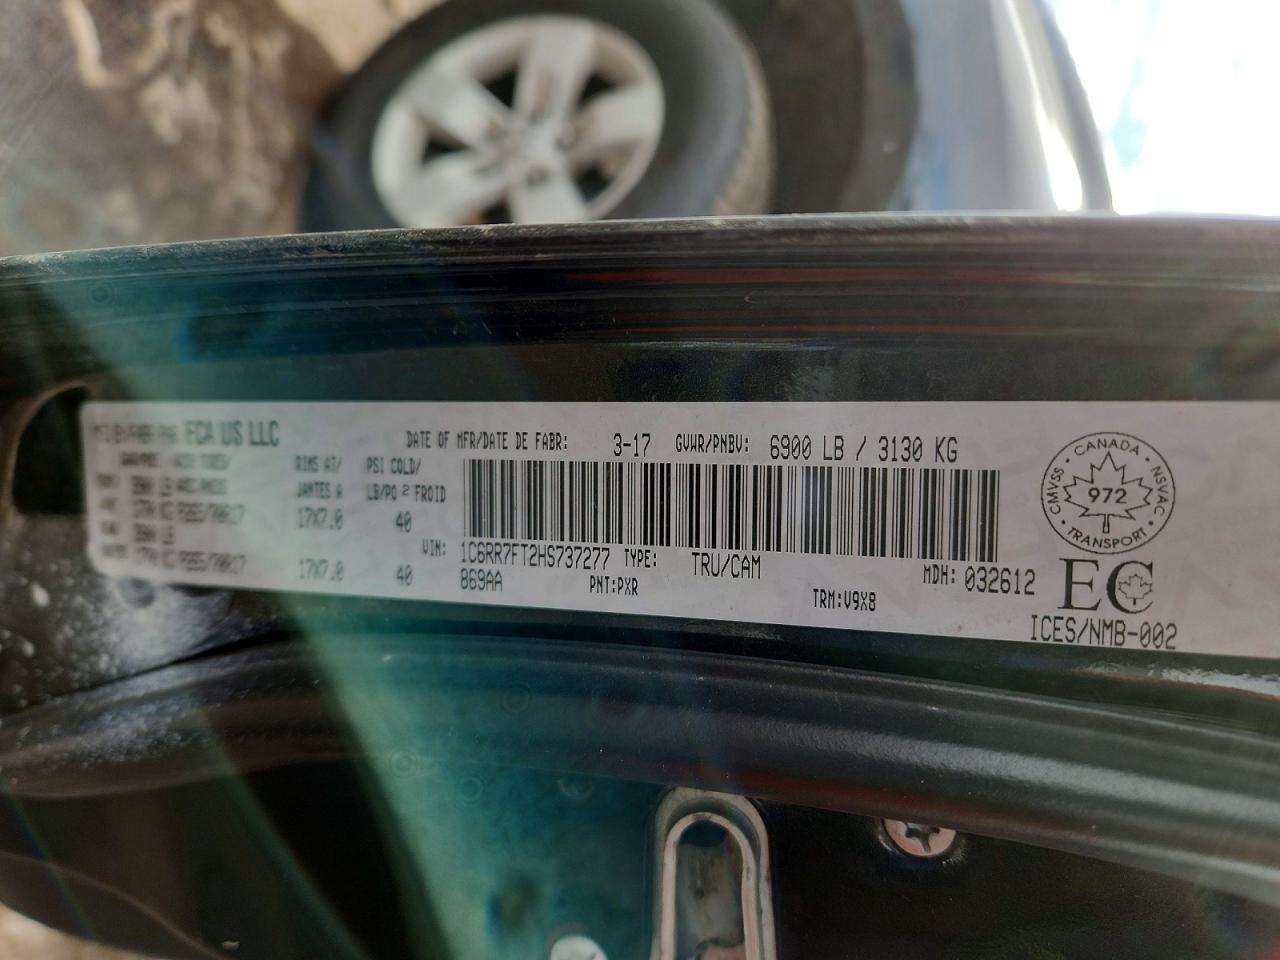 FCA US LLC
DATE OF MFR/DATE DE FABR: 3-17 GVWR/PNBV: 6900 LB / 3130 KG
RIMS AT/ PSI COLD/
JANTES A LB/PO² FROID
17X7.0 40
17X7.0 40
VIN: 1C6RR7FT2HS737277 TYPE: TRU/CAM MDH: 032612
869AA PNT:PXR TRM:V9X8
CANADA
CMVSS
NSVAC
972
TRANSPORT
EC
ICES/NMB-002